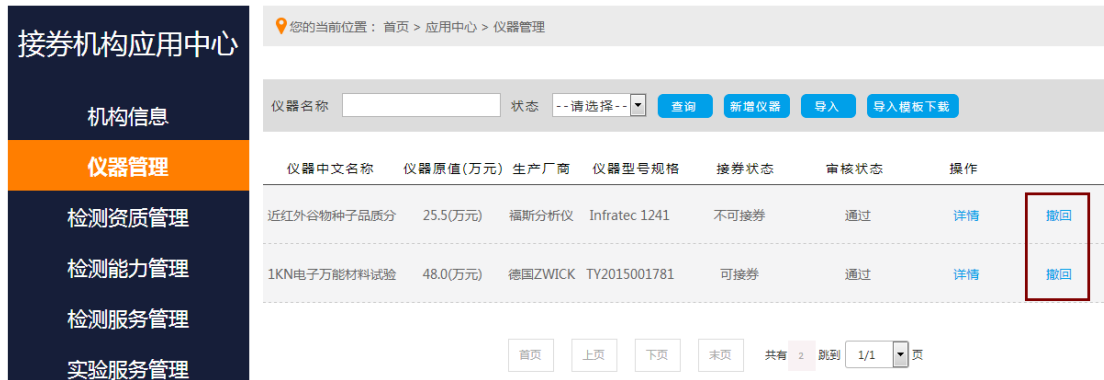 接券机构应用中心
机构信息
仪器管理
检测资质管理
检测能力管理
检测服务管理
实验服务管理
您的当前位置： 首页 > 应用中心 > 仪器管理
仪器名称 状态 --请选择-- 查询 新增仪器 导入 导入模板下载
仪器中文名称 仪器原值(万元) 生产厂商 仪器型号规格 接券状态 审核状态 操作
近红外谷物种子品质分 25.5(万元) 福斯分析仪 Infratec 1241 不可接券 通过 详情 撤回
1KN电子万能材料试验 48.0(万元) 德国ZWICK TY2015001781 可接券 通过 详情 撤回
首页 上页 下页 末页 共有 2 跳到 1/1 页